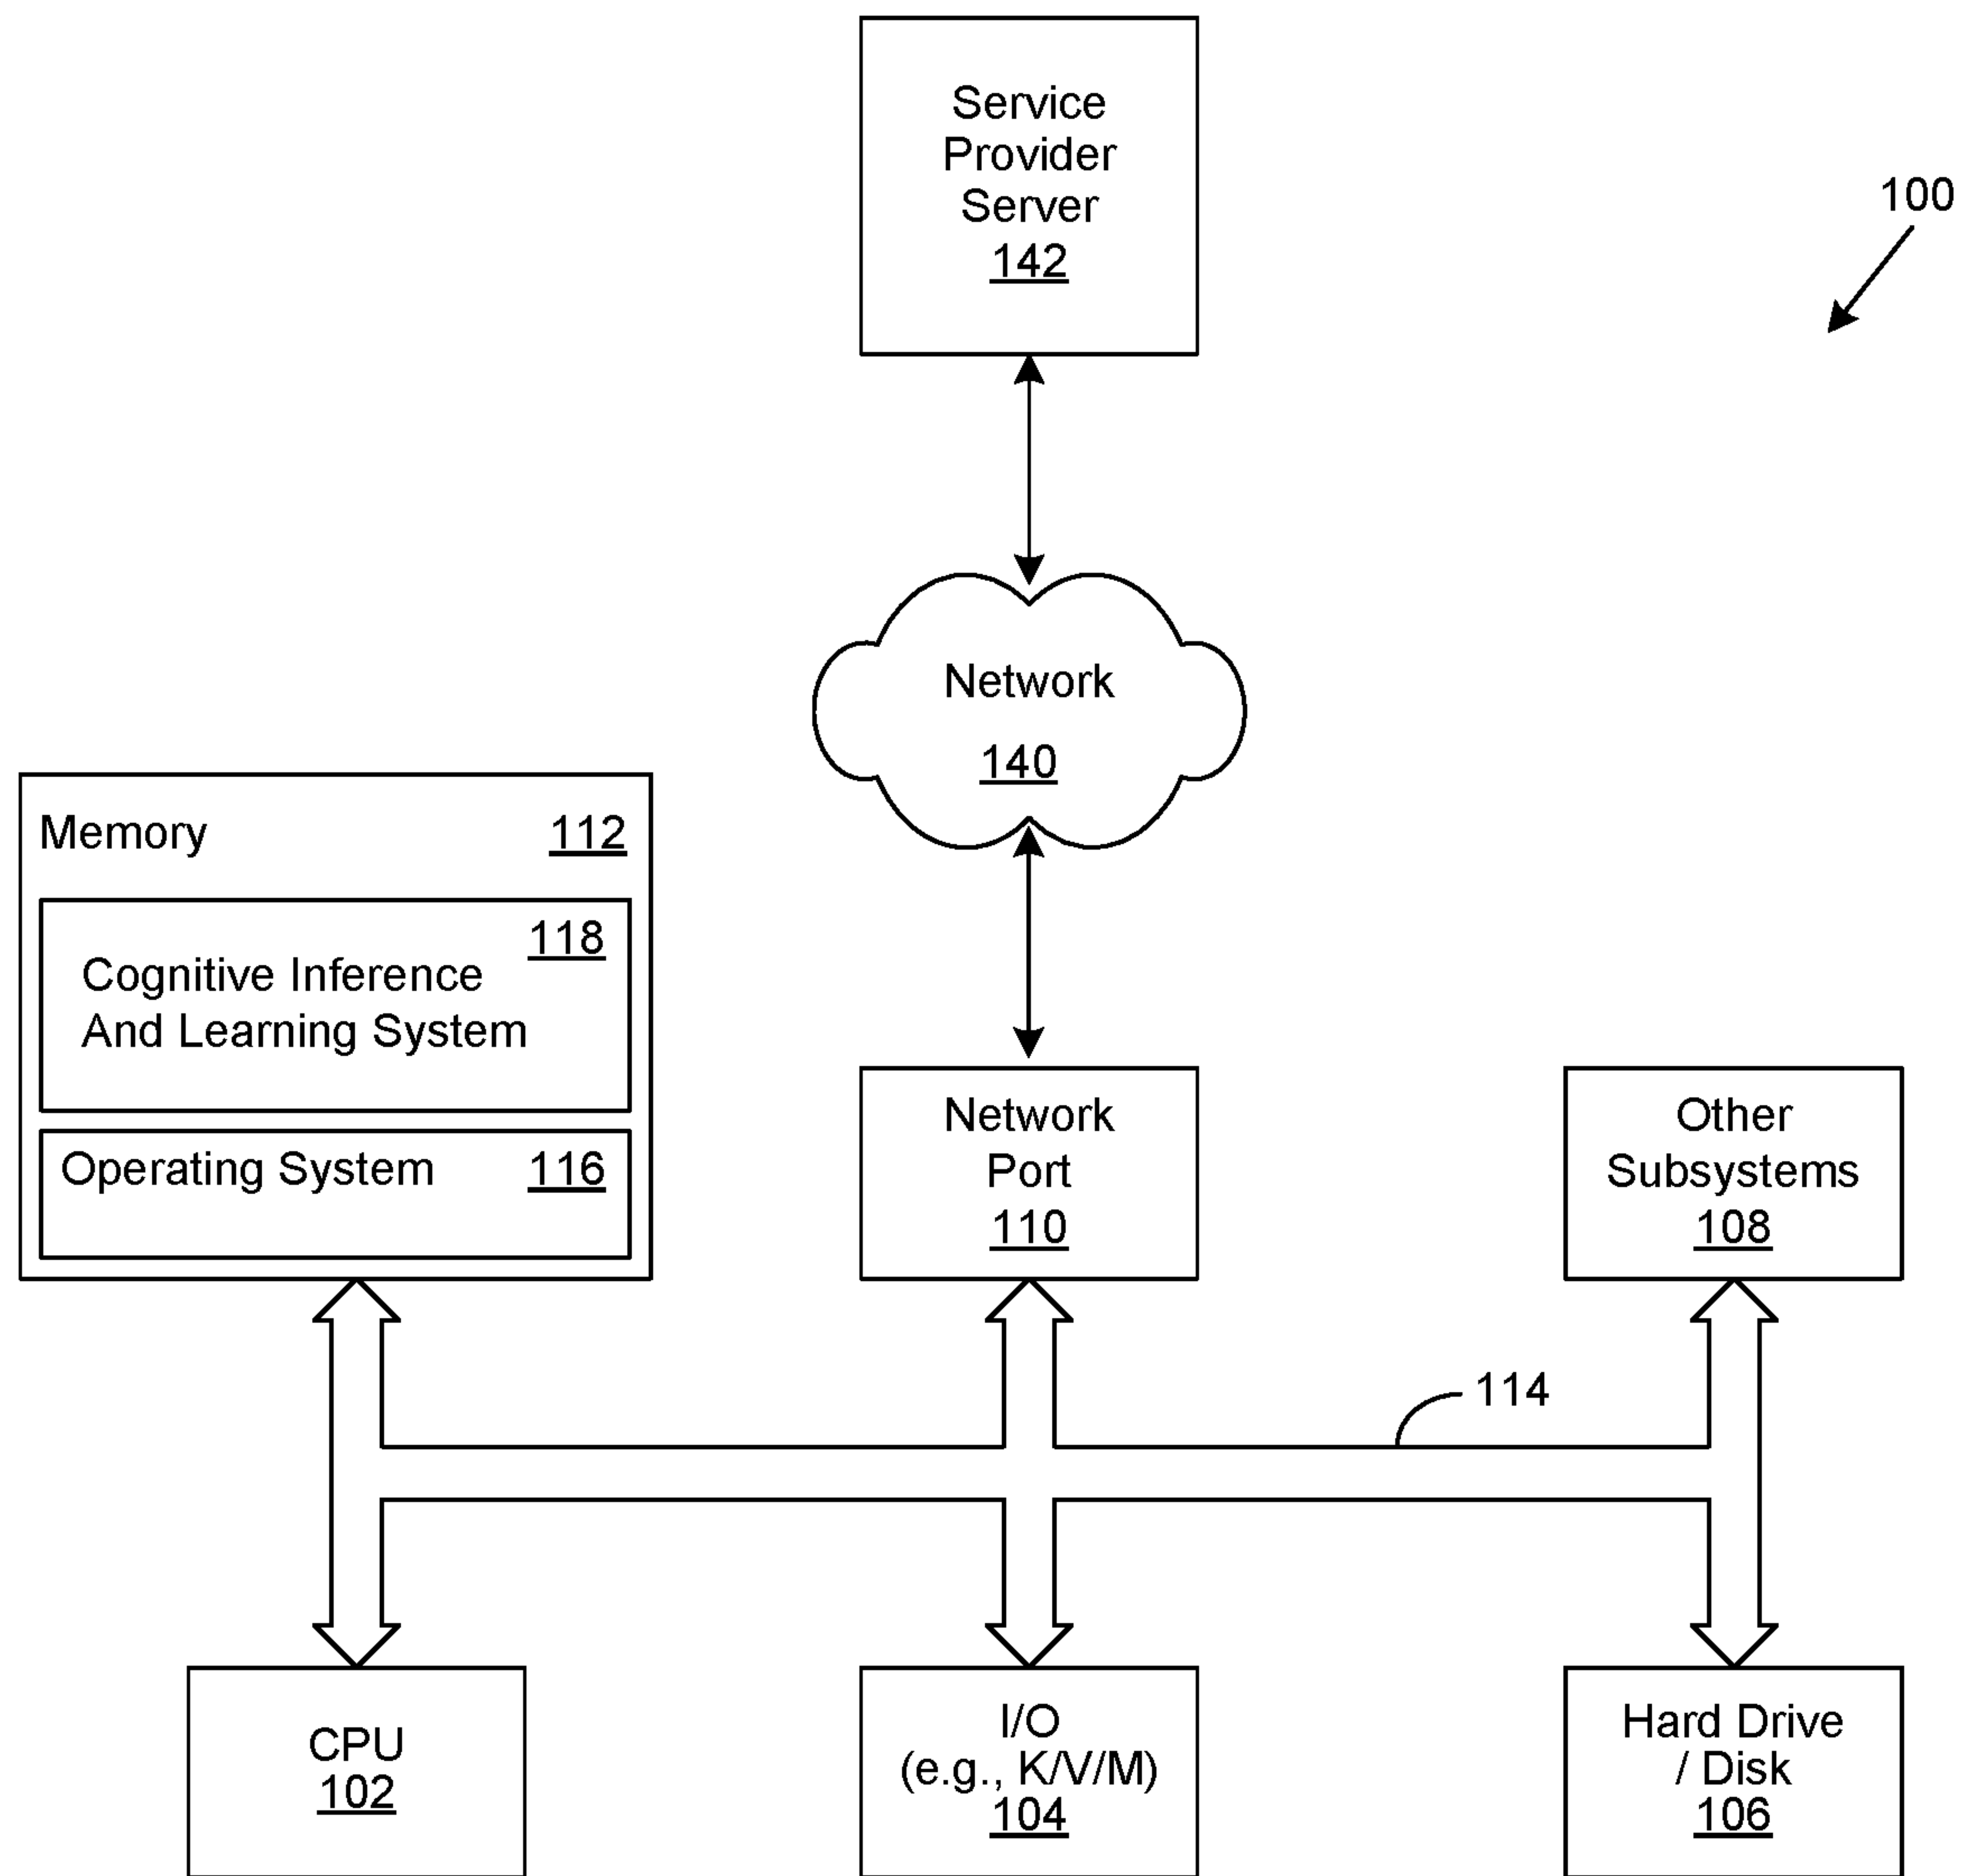 Service
Provider
Server
142
100
Network
140
Memory 112
118
Cognitive Inference
And Learning System
Operating System 116
Network
Port
110
Other
Subsystems
108
114
CPU
102
I/O
(e.g., K/V/M)
104
Hard Drive
/ Disk
106